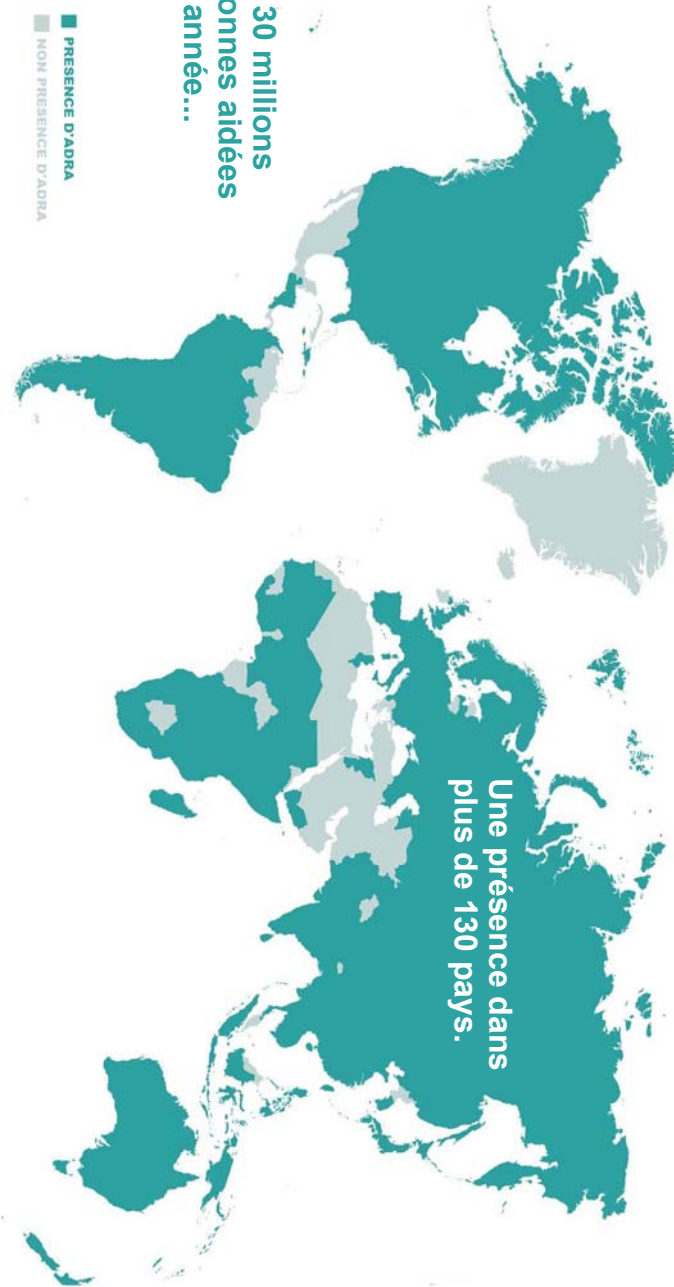 30 millions
onnes aidées
année...
Une présence dans
plus de 130 pays.
PRESENCE D'ADRA
NON PRESENCE D'ADRA